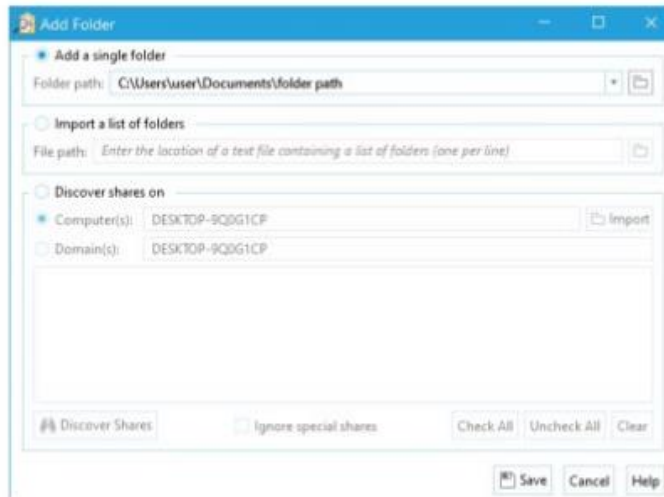 Add Folder
Add a single folder
Folder path: C:\Users\user\Documents\folder path
Import a list of folders
File path: Enter the location of a text file containing a list of folders (one per line)
Discover shares on
Computer(s): DESKTOP-9Q0G1CP Import
Domain(s): DESKTOP-9Q0G1CP
Discover Shares Ignore special shares Check All Uncheck All Clear
Save Cancel Help